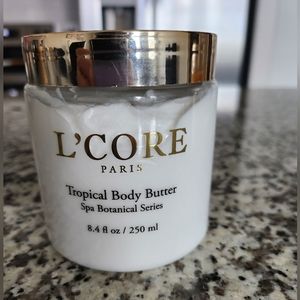 L'CORE
PARIS
Tropical Body Butter
Spa Botanical Series
8.4 fl oz / 250 ml